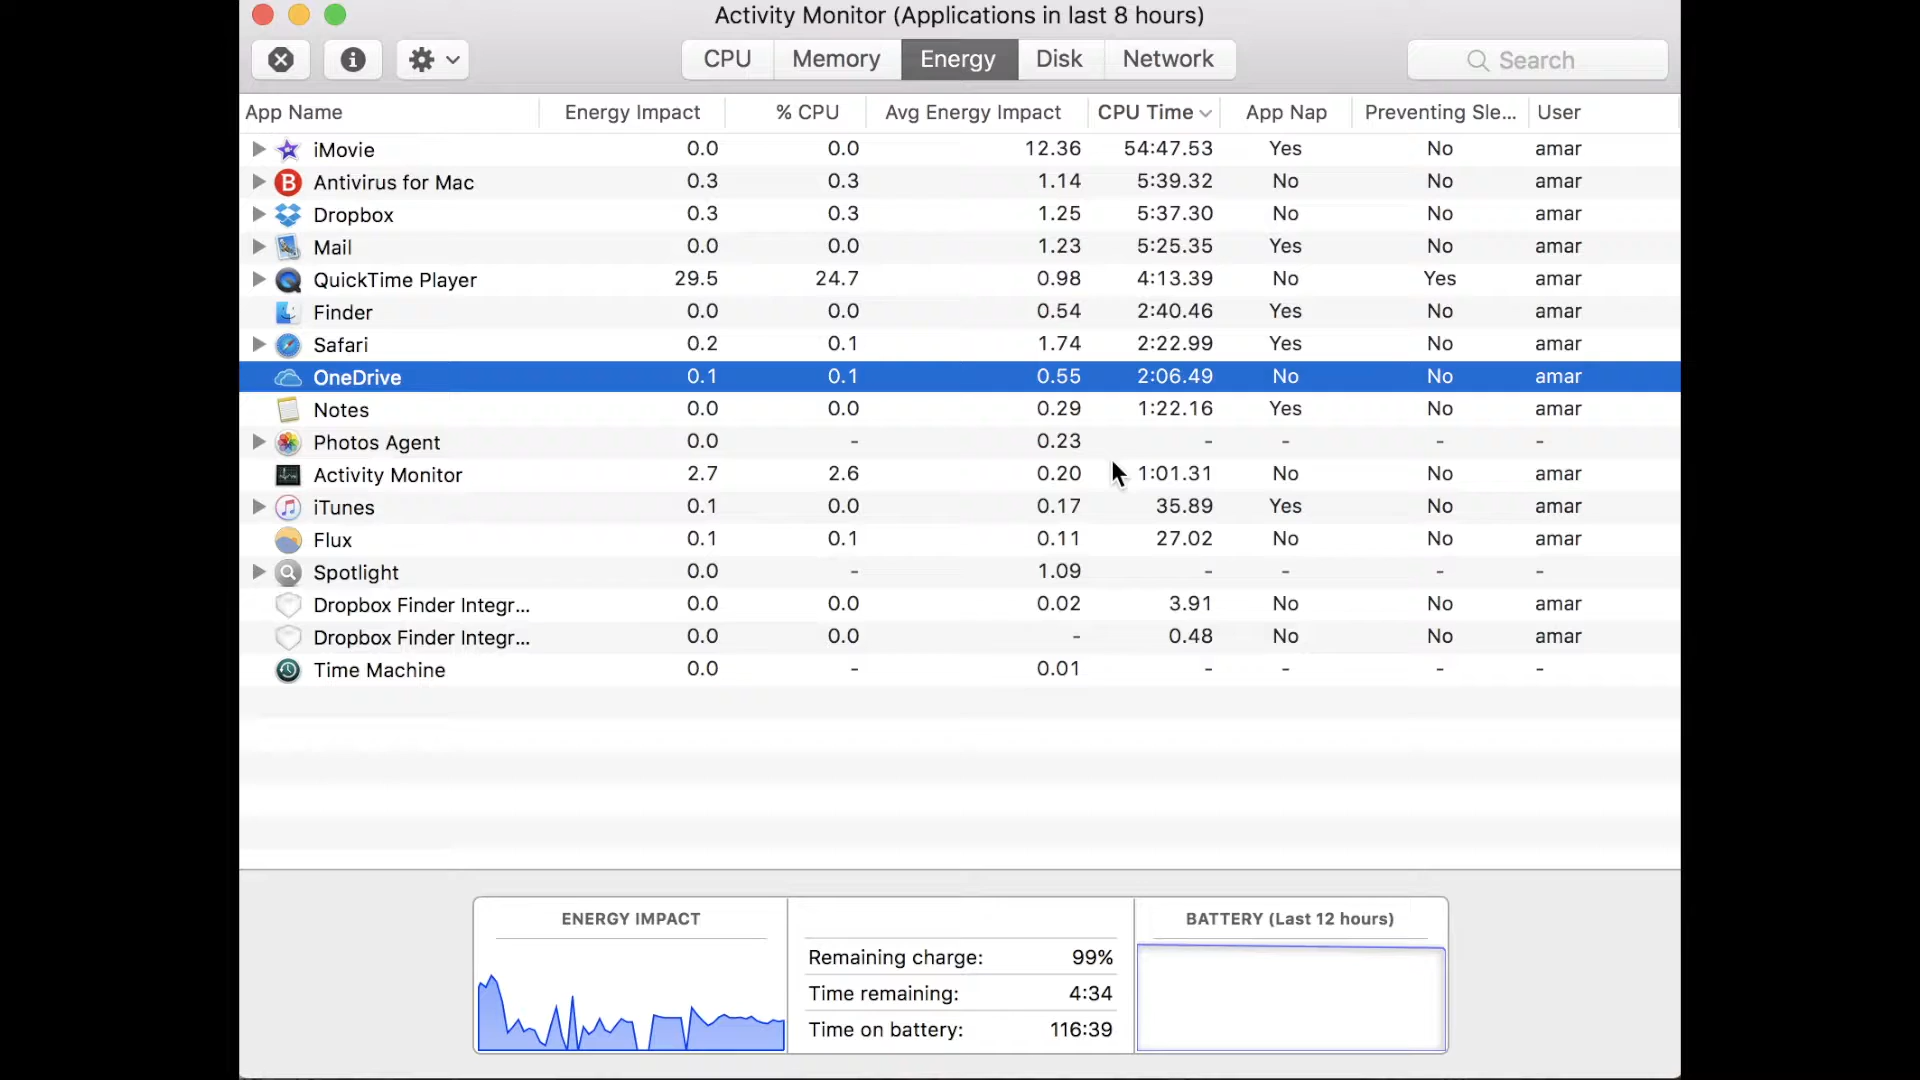 Activity Monitor (Applications in last 8 hours)
CPU Memory Energy Disk Network Search
App Name Energy Impact % CPU Avg Energy Impact CPU Time App Nap Preventing Sle... User
iMovie 0.0 0.0 12.36 54:47.53 Yes No amar
B Antivirus for Mac 0.3 0.3 1.14 5:39.32 No No amar
Dropbox 0.3 0.3 1.25 5:37.30 No No amar
Mail 0.0 0.0 1.23 5:25.35 Yes No amar
QuickTime Player 29.5 24.7 0.98 4:13.39 No Yes amar
Finder 0.0 0.0 0.54 2:40.46 Yes No amar
Safari 0.2 0.1 1.74 2:22.99 Yes No amar
OneDrive 0.1 0.1 0.55 2:06.49 No No amar
Notes 0.0 0.0 0.29 1:22.16 Yes No amar
Photos Agent 0.0 - 0.23 - - - -
Activity Monitor 2.7 2.6 0.20 1:01.31 No No amar
iTunes 0.1 0.0 0.17 35.89 Yes No amar
Flux 0.1 0.1 0.11 27.02 No No amar
Spotlight 0.0 - 1.09 - - - -
Dropbox Finder Integr... 0.0 0.0 0.02 3.91 No No amar
Dropbox Finder Integr... 0.0 0.0 - 0.48 No No amar
Time Machine 0.0 - 0.01 - - - -
ENERGY IMPACT
Remaining charge: 99%
Time remaining: 4:34
Time on battery: 116:39
BATTERY (Last 12 hours)